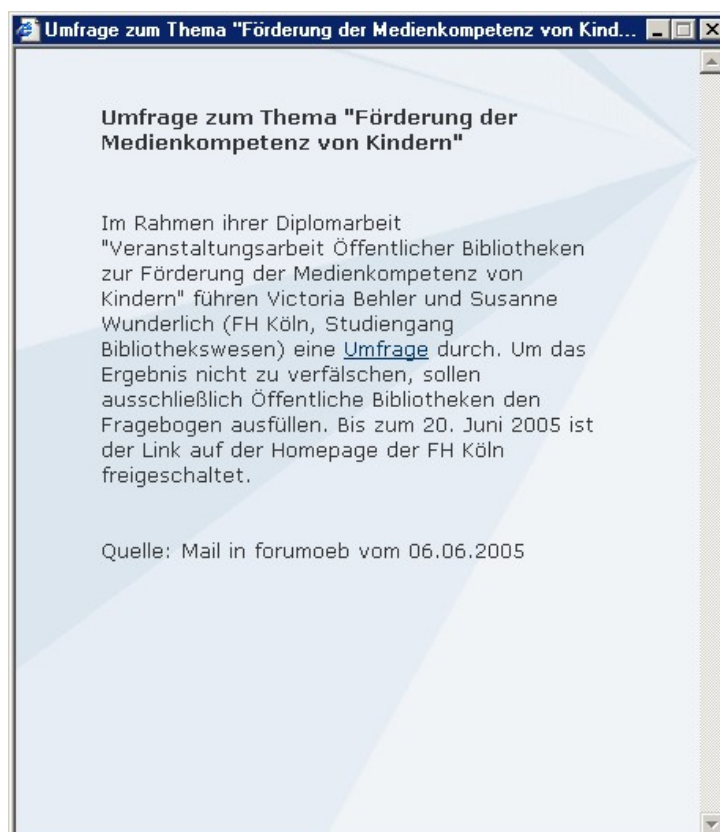 Umfrage zum Thema "Förderung der Medienkompetenz von Kind...
Umfrage zum Thema "Förderung der
Medienkompetenz von Kindern"
Im Rahmen ihrer Diplomarbeit
"Veranstaltungsarbeit Öffentlicher Bibliotheken
zur Förderung der Medienkompetenz von
Kindern" führen Victoria Behler und Susanne
Wunderlich (FH Köln, Studiengang
Bibliothekswesen) eine Umfrage durch. Um das
Ergebnis nicht zu verfälschen, sollen
ausschließlich Öffentliche Bibliotheken den
Fragebogen ausfüllen. Bis zum 20. Juni 2005 ist
der Link auf der Homepage der FH Köln
freigeschaltet.
Quelle: Mail in forumoeb vom 06.06.2005